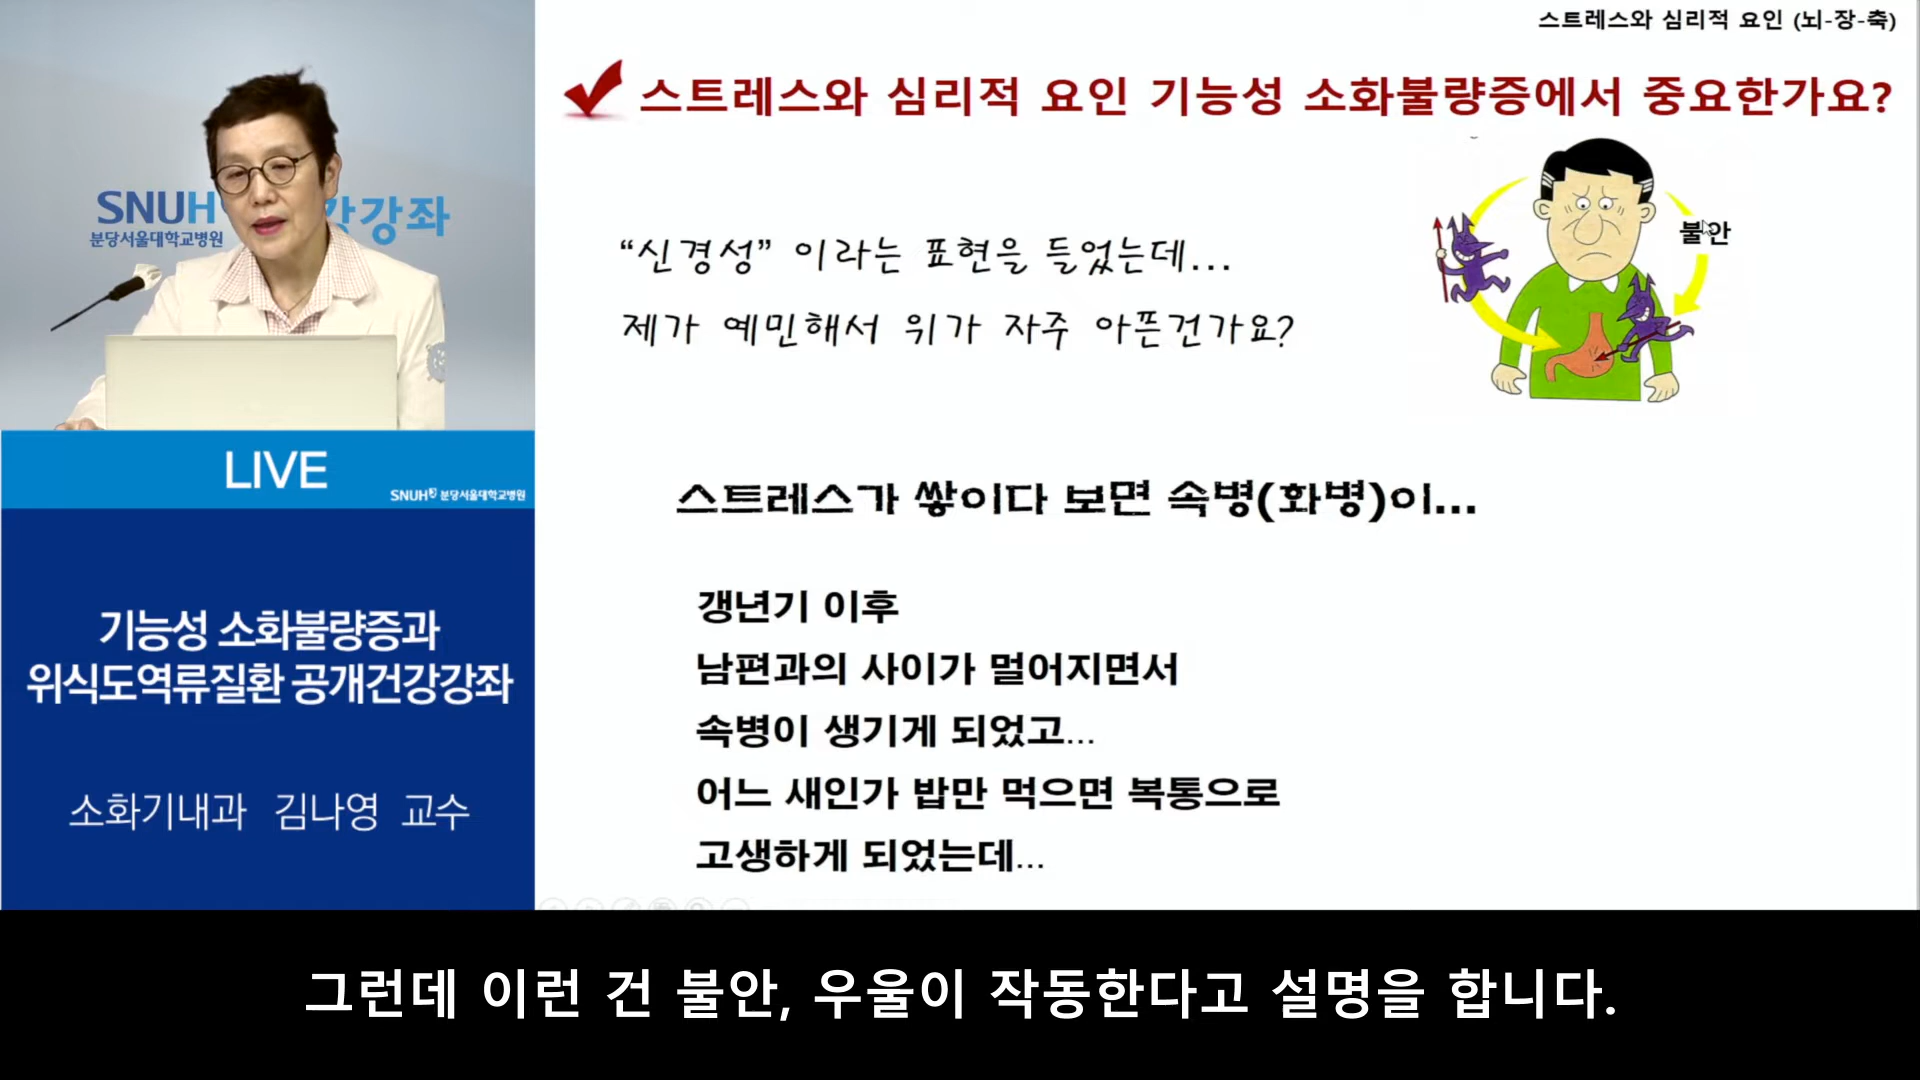 스트레스와 심리적 요인 (뇌-장-축)
스트레스와 심리적 요인 기능성 소화불량증에서 중요한가요?
SNUH
강강좌
분당서울대학교병원
불안
“신경성” 이라는 표현을 들었는데...
제가 예민해서 위가 자주 아픈건가요?
스트레스가 쌓이다 보면 속병(화병)이...
갱년기 이후
남편과의 사이가 멀어지면서
속병이 생기게 되었고...
어느 새인가 밥만 먹으면 복통으로
고생하게 되었는데...
LIVE
SNUH 분당서울대학교병원
기능성 소화불량증과
위식도역류질환 공개건강강좌
소화기내과 김나영 교수
그런데 이런 건 불안, 우울이 작동한다고 설명을 합니다.